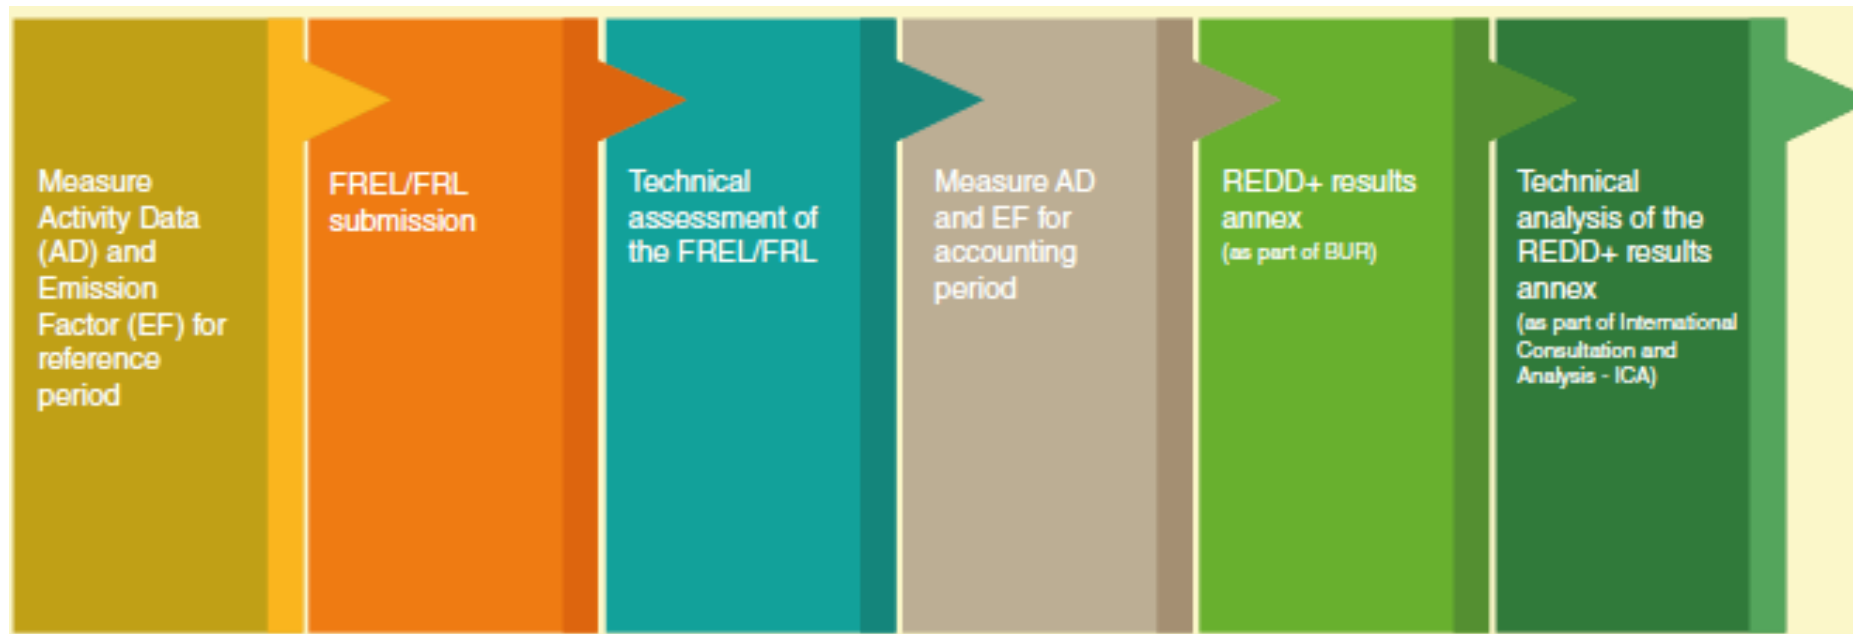 Measure
Activity Data
(AD) and
Emission
Factor (EF) for
reference
period
FREL/FRL
submission
Technical
assessment of
the FREL/FRL
Measure AD
and EF for
accounting
period
REDD+ results
annex
(as part of BUR)
Technical
analysis of the
REDD+ results
annex
(as part of International
Consultation and
Analysis - ICA)